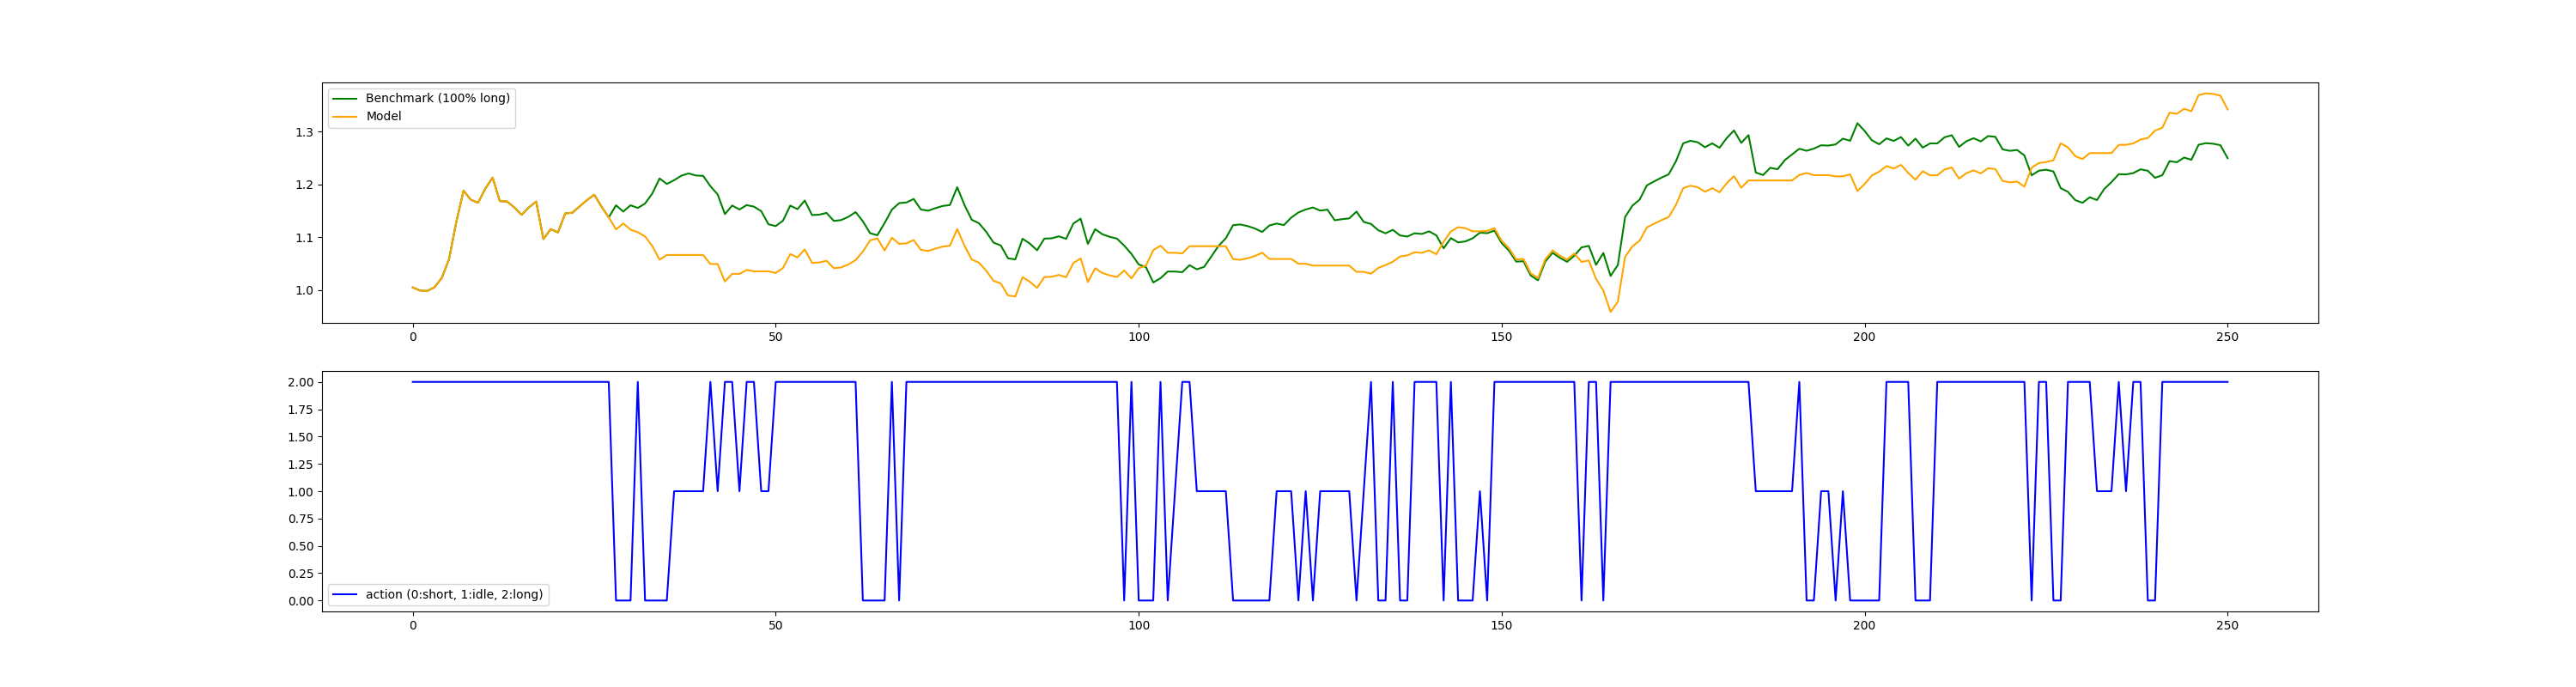 Benchmark (100% long)
Model
1.3
1.2
1.1
1.0
0 50 100 150 200 250
2.00
1.75
1.50
1.25
1.00
0.75
0.50
0.25
0.00
action (0:short, 1:idle, 2:long)
0 50 100 150 200 250